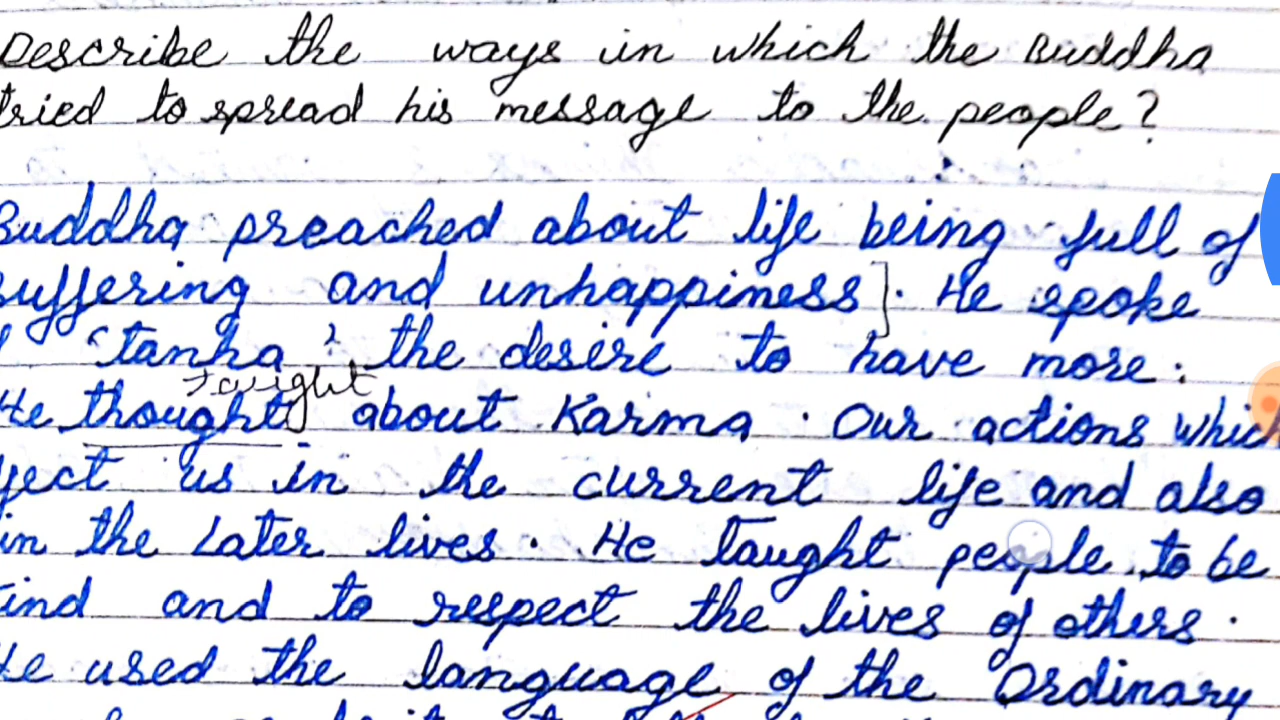 Describe the ways in which the Buddha
tried to spread his message to the people?
Buddha preached about life being full of
suffering and unhappiness]. He spoke
'tanha', the desire to have more.
taught
He thought about Karma. Our actions whic
fect us in the current life and also
in the Later lives. He taught people to be
kind and to respect the lives of others.
He used the language of the Ordinary